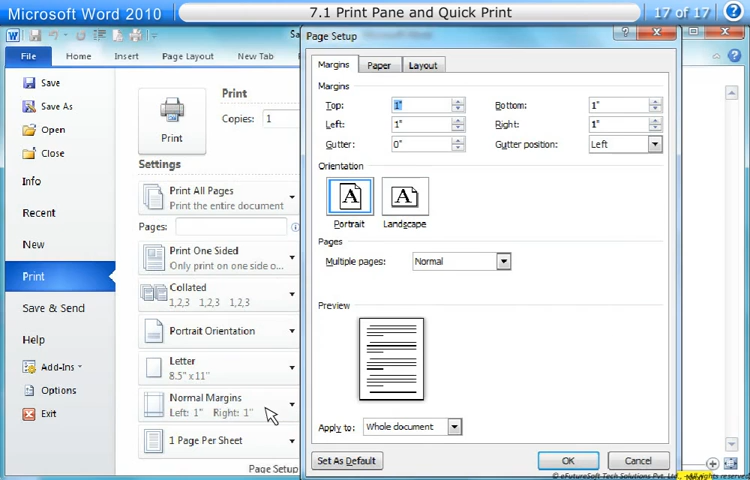 Microsoft Word 2010
7.1 Print Pane and Quick Print
17 of 17
?
W
Sa
Page Setup
?
File
Home
Insert
Page Layout
New Tab
Save
Save As
Open
Close
Info
Recent
New
Print
Save & Send
Help
Add-Ins
Options
Exit
Print
Print
Copies: 1
Settings
Print All Pages
Print the entire document
Pages:
Print One Sided
Only print on one side o
Collated
1,2,3 1,2,3 1,2,3
Portrait Orientation
Letter
8.5" x 11"
Normal Margins
Left: 1" Right: 1"
1 Page Per Sheet
Page Setup
Margins
Paper
Layout
Margins
Top: 1" Bottom: 1"
Left: 1" Right: 1"
Gutter: 0" Gutter position: Left
Orientation
A A
Portrait Landscape
Pages
Multiple pages: Normal
Preview
Apply to: Whole document
Set As Default
OK
Cancel
© eFutureSoft Tech Solutions Pvt. Ltd., All rights reserved